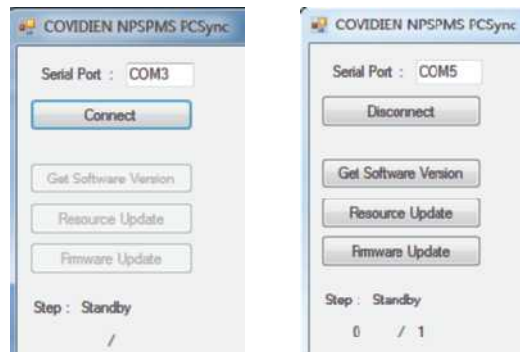 COVIDIEN NPSPMS PCSync
Serial Port : COM3
Connect
Get Software Version
Resource Update
Firmware Update
Step : Standby
/
COVIDIEN NPSPMS PCSync
Serial Port : COM5
Disconnect
Get Software Version
Resource Update
Firmware Update
Step : Standby
0 / 1